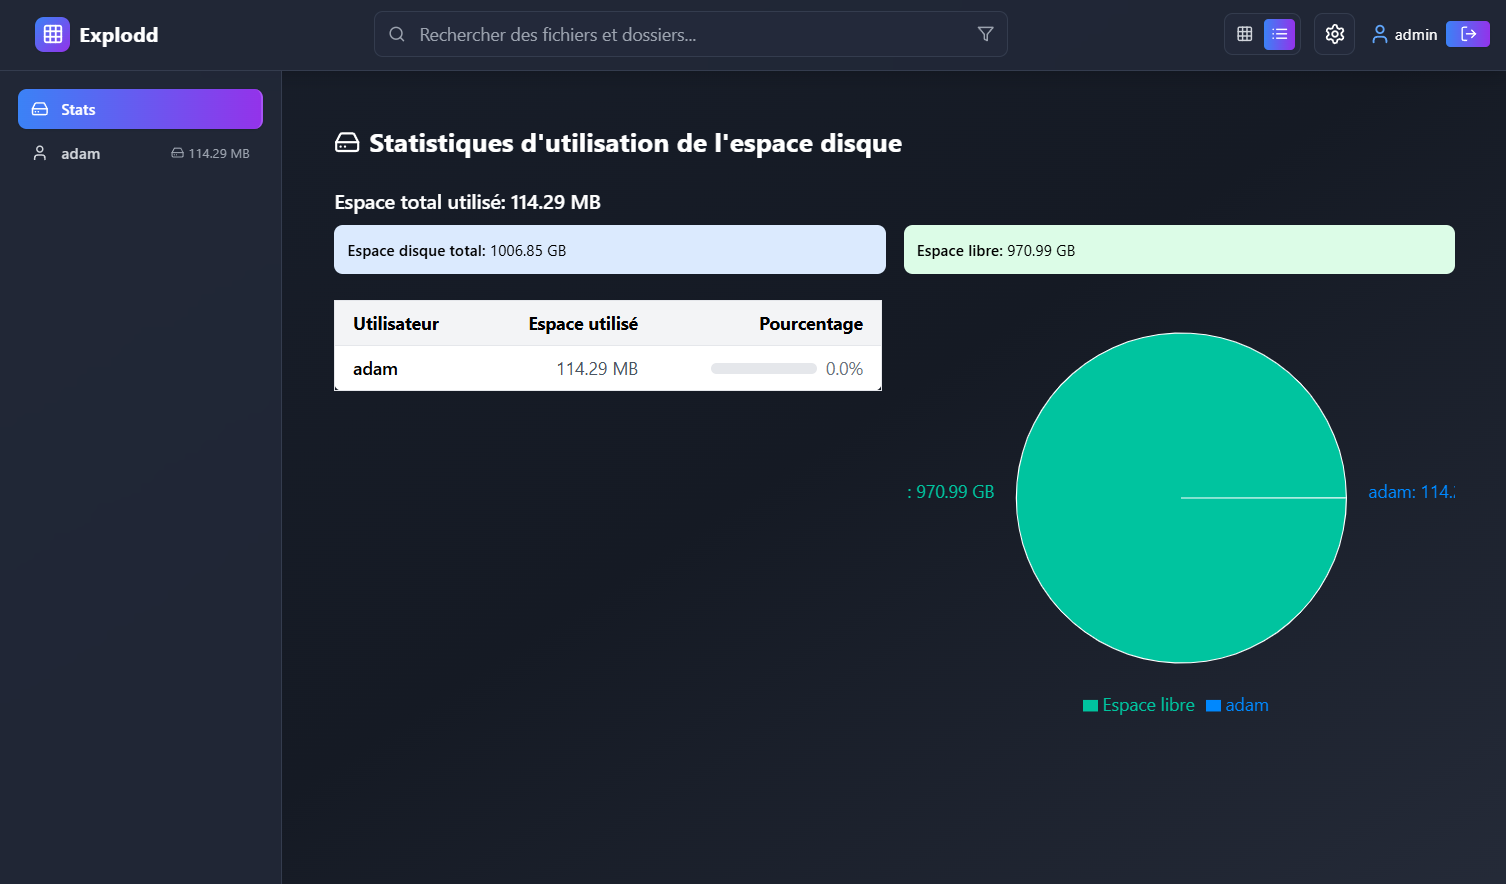 Explodd
Rechercher des fichiers et dossiers...
admin
Stats
adam 114.29 MB
Statistiques d'utilisation de l'espace disque
Espace total utilisé: 114.29 MB
Espace disque total: 1006.85 GB
Espace libre: 970.99 GB
Utilisateur Espace utilisé Pourcentage
adam 114.29 MB 0.0%
: 970.99 GB
adam: 114.
Espace libre adam